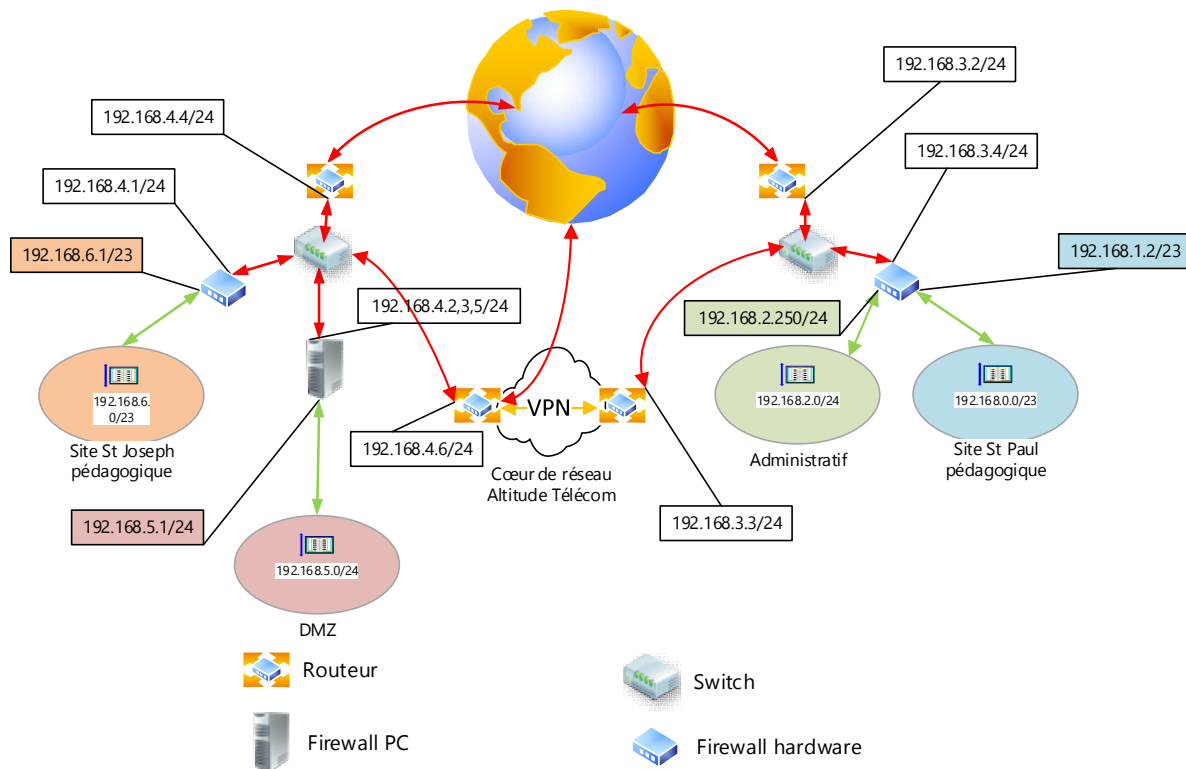 192.168.3.2/24
192.168.4.4/24
192.168.3.4/24
192.168.4.1/24
192.168.6.1/23
192.168.1.2/23
192.168.4.2,3,5/24
192.168.2.250/24
192.168.6.
0/23
Site St Joseph
pédagogique
VPN
192.168.2.0/24
192.168.0.0/23
192.168.4.6/24
Cœur de réseau
Altitude Télécom
Administratif
Site St Paul
pédagogique
192.168.5.1/24
192.168.3.3/24
192.168.5.0/24
DMZ
Routeur
Switch
Firewall PC
Firewall hardware